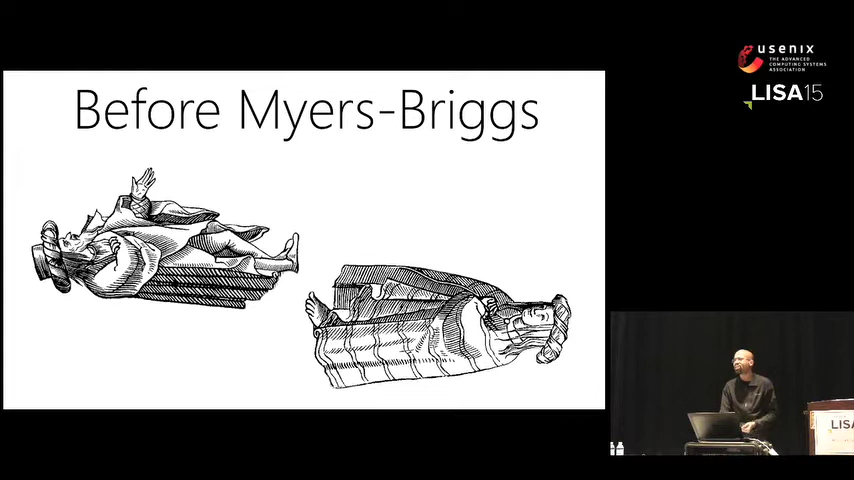 Before Myers-Briggs
usenix
THE ADVANCED
COMPUTING SYSTEMS
ASSOCIATION
LISA15
LISA